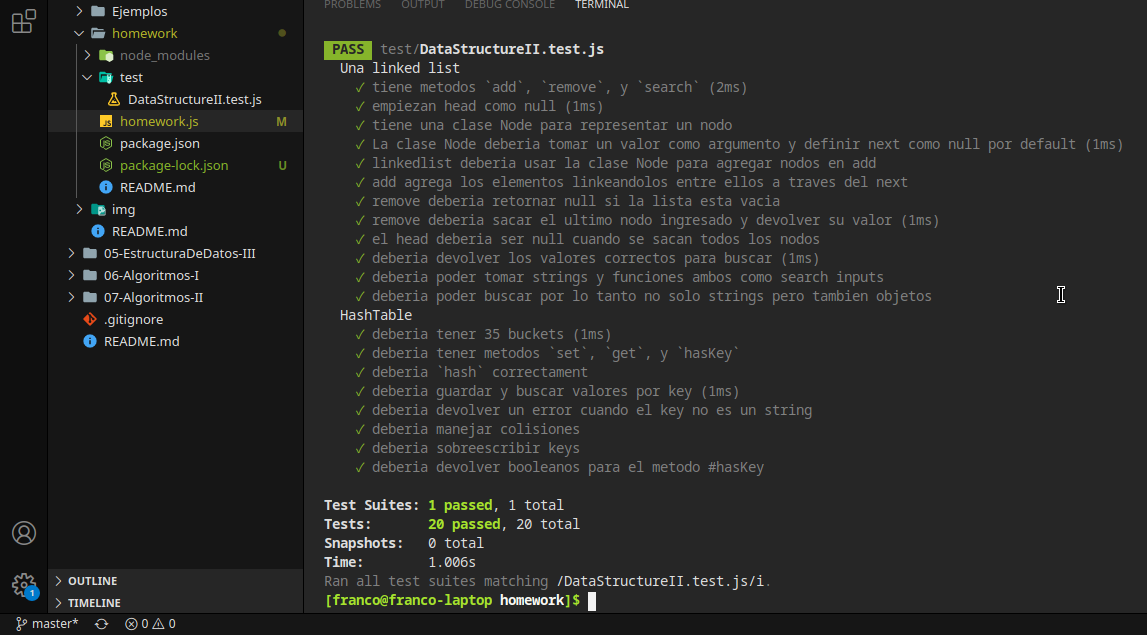 Ejemplos
homework
node_modules
test
DataStructureII.test.js
homework.js M
package.json
package-lock.json U
README.md
img
README.md
05-EstructuraDeDatos-III
06-Algoritmos-I
07-Algoritmos-II
.gitignore
README.md
OUTLINE
TIMELINE
PROBLEMS OUTPUT DEBUG CONSOLE TERMINAL
PASS test/DataStructureII.test.js
Una linked list
✓ tiene metodos `add`, `remove`, y `search` (2ms)
✓ empiezan head como null (1ms)
✓ tiene una clase Node para representar un nodo
✓ La clase Node deberia tomar un valor como argumento y definir next como null por default (1ms)
✓ linkedlist deberia usar la clase Node para agregar nodos en add
✓ add agrega los elementos linkeandolos entre ellos a traves del next
✓ remove deberia retornar null si la lista esta vacia
✓ remove deberia sacar el ultimo nodo ingresado y devolver su valor (1ms)
✓ el head deberia ser null cuando se sacan todos los nodos
✓ deberia devolver los valores correctos para buscar (1ms)
✓ deberia poder tomar strings y funciones ambos como search inputs
✓ deberia poder buscar por lo tanto no solo strings pero tambien objetos
HashTable
✓ deberia tener 35 buckets (1ms)
✓ deberia tener metodos `set`, `get`, y `hasKey`
✓ deberia `hash` correctament
✓ deberia guardar y buscar valores por key (1ms)
✓ deberia devolver un error cuando el key no es un string
✓ deberia manejar colisiones
✓ deberia sobreescribir keys
✓ deberia devolver booleanos para el metodo #hasKey
Test Suites: 1 passed, 1 total
Tests: 20 passed, 20 total
Snapshots: 0 total
Time: 1.006s
Ran all test suites matching /DataStructureII.test.js/i.
[franco@franco-laptop homework]$
1
master* 0 0